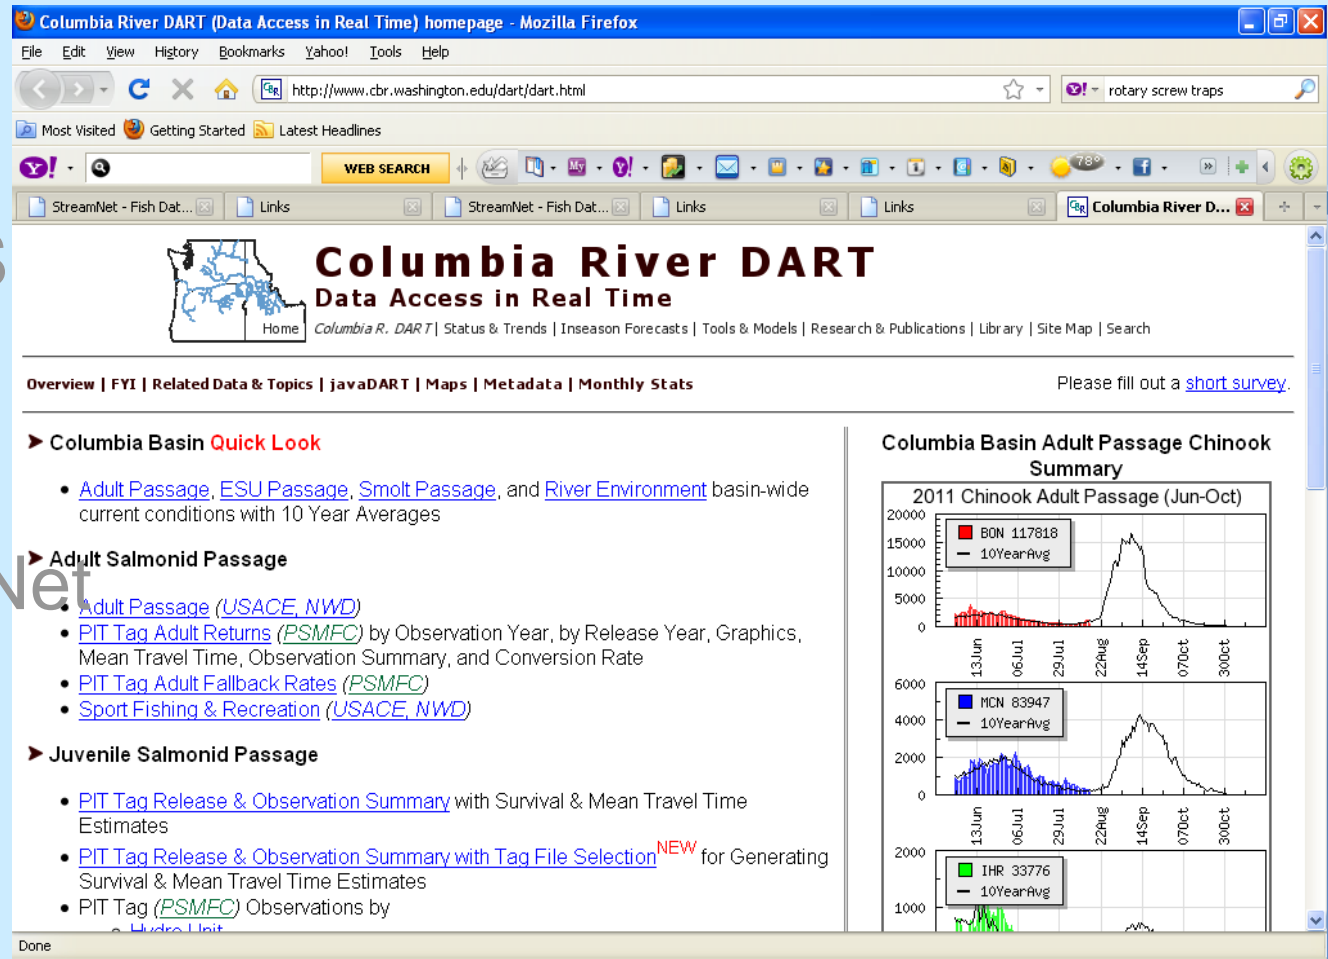 Columbia River DART (Data Access in Real Time) homepage - Mozilla Firefox
File Edit View History Bookmarks Yahoo! Tools Help
http://www.cbr.washington.edu/dart/dart.html
rotary screw traps
Most Visited Getting Started Latest Headlines
Y! WEB SEARCH My Y! 78°
StreamNet - Fish Dat... Links StreamNet - Fish Dat... Links Links CBR Columbia River D...
s
Columbia River DART
Data Access in Real Time
Home Columbia R. DART | Status & Trends | Inseason Forecasts | Tools & Models | Research & Publications | Library | Site Map | Search
Overview | FYI | Related Data & Topics | javaDART | Maps | Metadata | Monthly Stats
Please fill out a short survey.
Columbia Basin Quick Look
Adult Passage, ESU Passage, Smolt Passage, and River Environment basin-wide
current conditions with 10 Year Averages
Adult Salmonid Passage
Net
Adult Passage (USACE, NWD)
PIT Tag Adult Returns (PSMFC) by Observation Year, by Release Year, Graphics,
Mean Travel Time, Observation Summary, and Conversion Rate
PIT Tag Adult Fallback Rates (PSMFC)
Sport Fishing & Recreation (USACE, NWD)
Juvenile Salmonid Passage
PIT Tag Release & Observation Summary with Survival & Mean Travel Time
Estimates
PIT Tag Release & Observation Summary with Tag File Selection NEW for Generating
Survival & Mean Travel Time Estimates
PIT Tag (PSMFC) Observations by
Hydro Unit
Columbia Basin Adult Passage Chinook
Summary
2011 Chinook Adult Passage (Jun-Oct)
20000
15000
10000
5000
0
BON 117818
10YearAvg
13Jun 06Jul 29Jul 22Aug 14Sep 07Oct 30Oct
6000
4000
2000
0
MCN 83947
10YearAvg
13Jun 06Jul 29Jul 22Aug 14Sep 07Oct 30Oct
2000
1000
IHR 33776
10YearAvg
Done